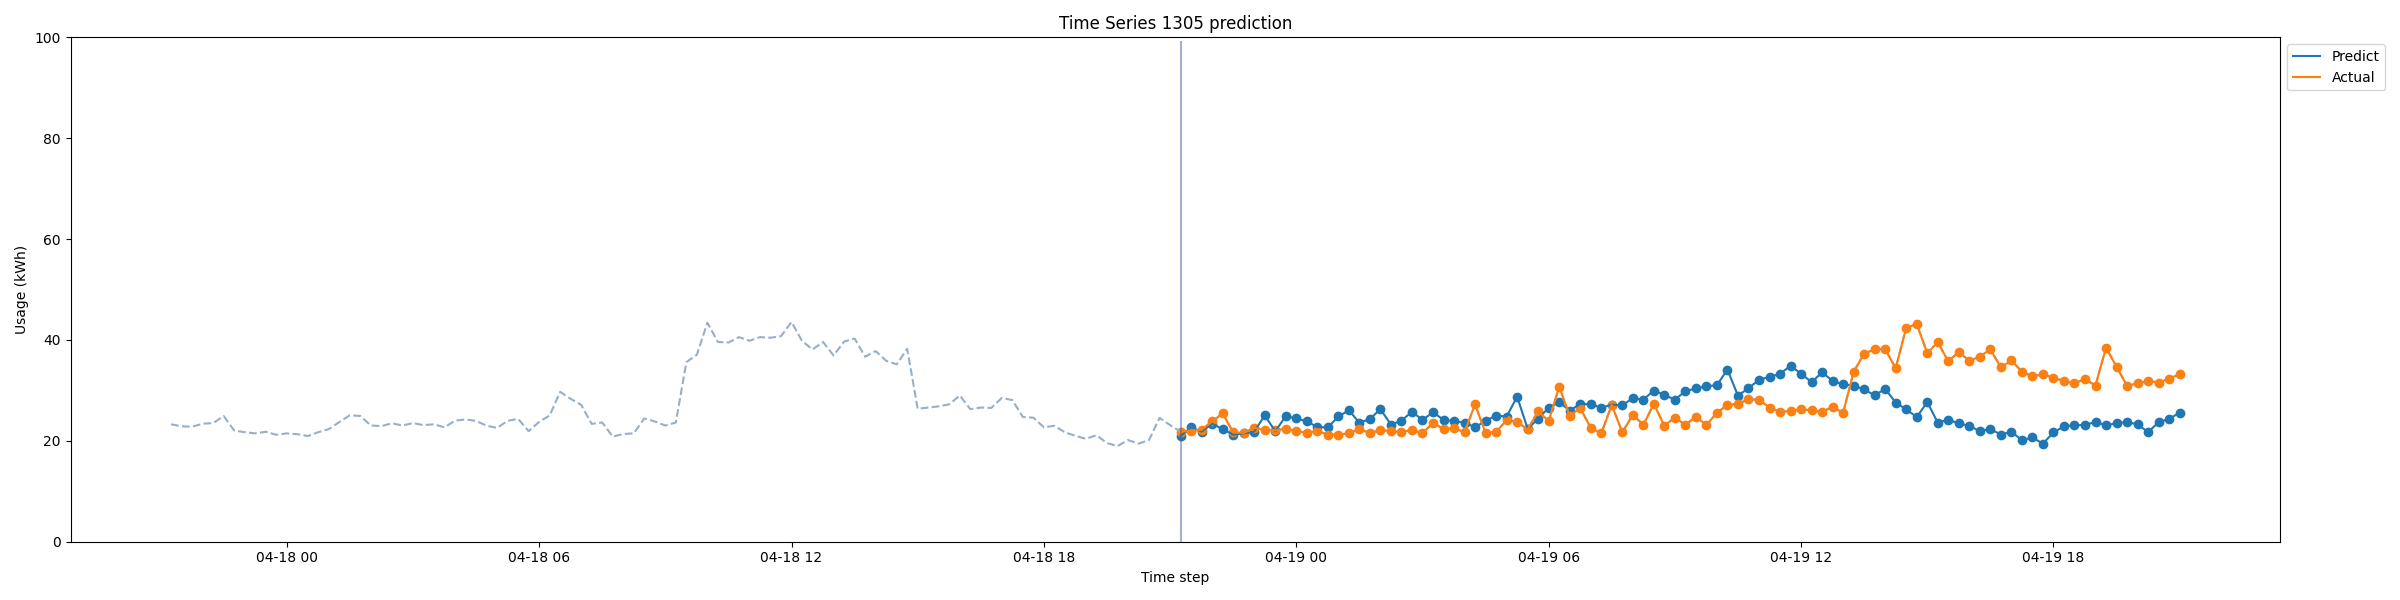 Time Series 1305 prediction
100
80
60
40
20
0
Usage (kWh)
04-18 00
04-18 06
04-18 12
04-18 18
04-19 00
04-19 06
04-19 12
04-19 18
Time step
Predict
Actual